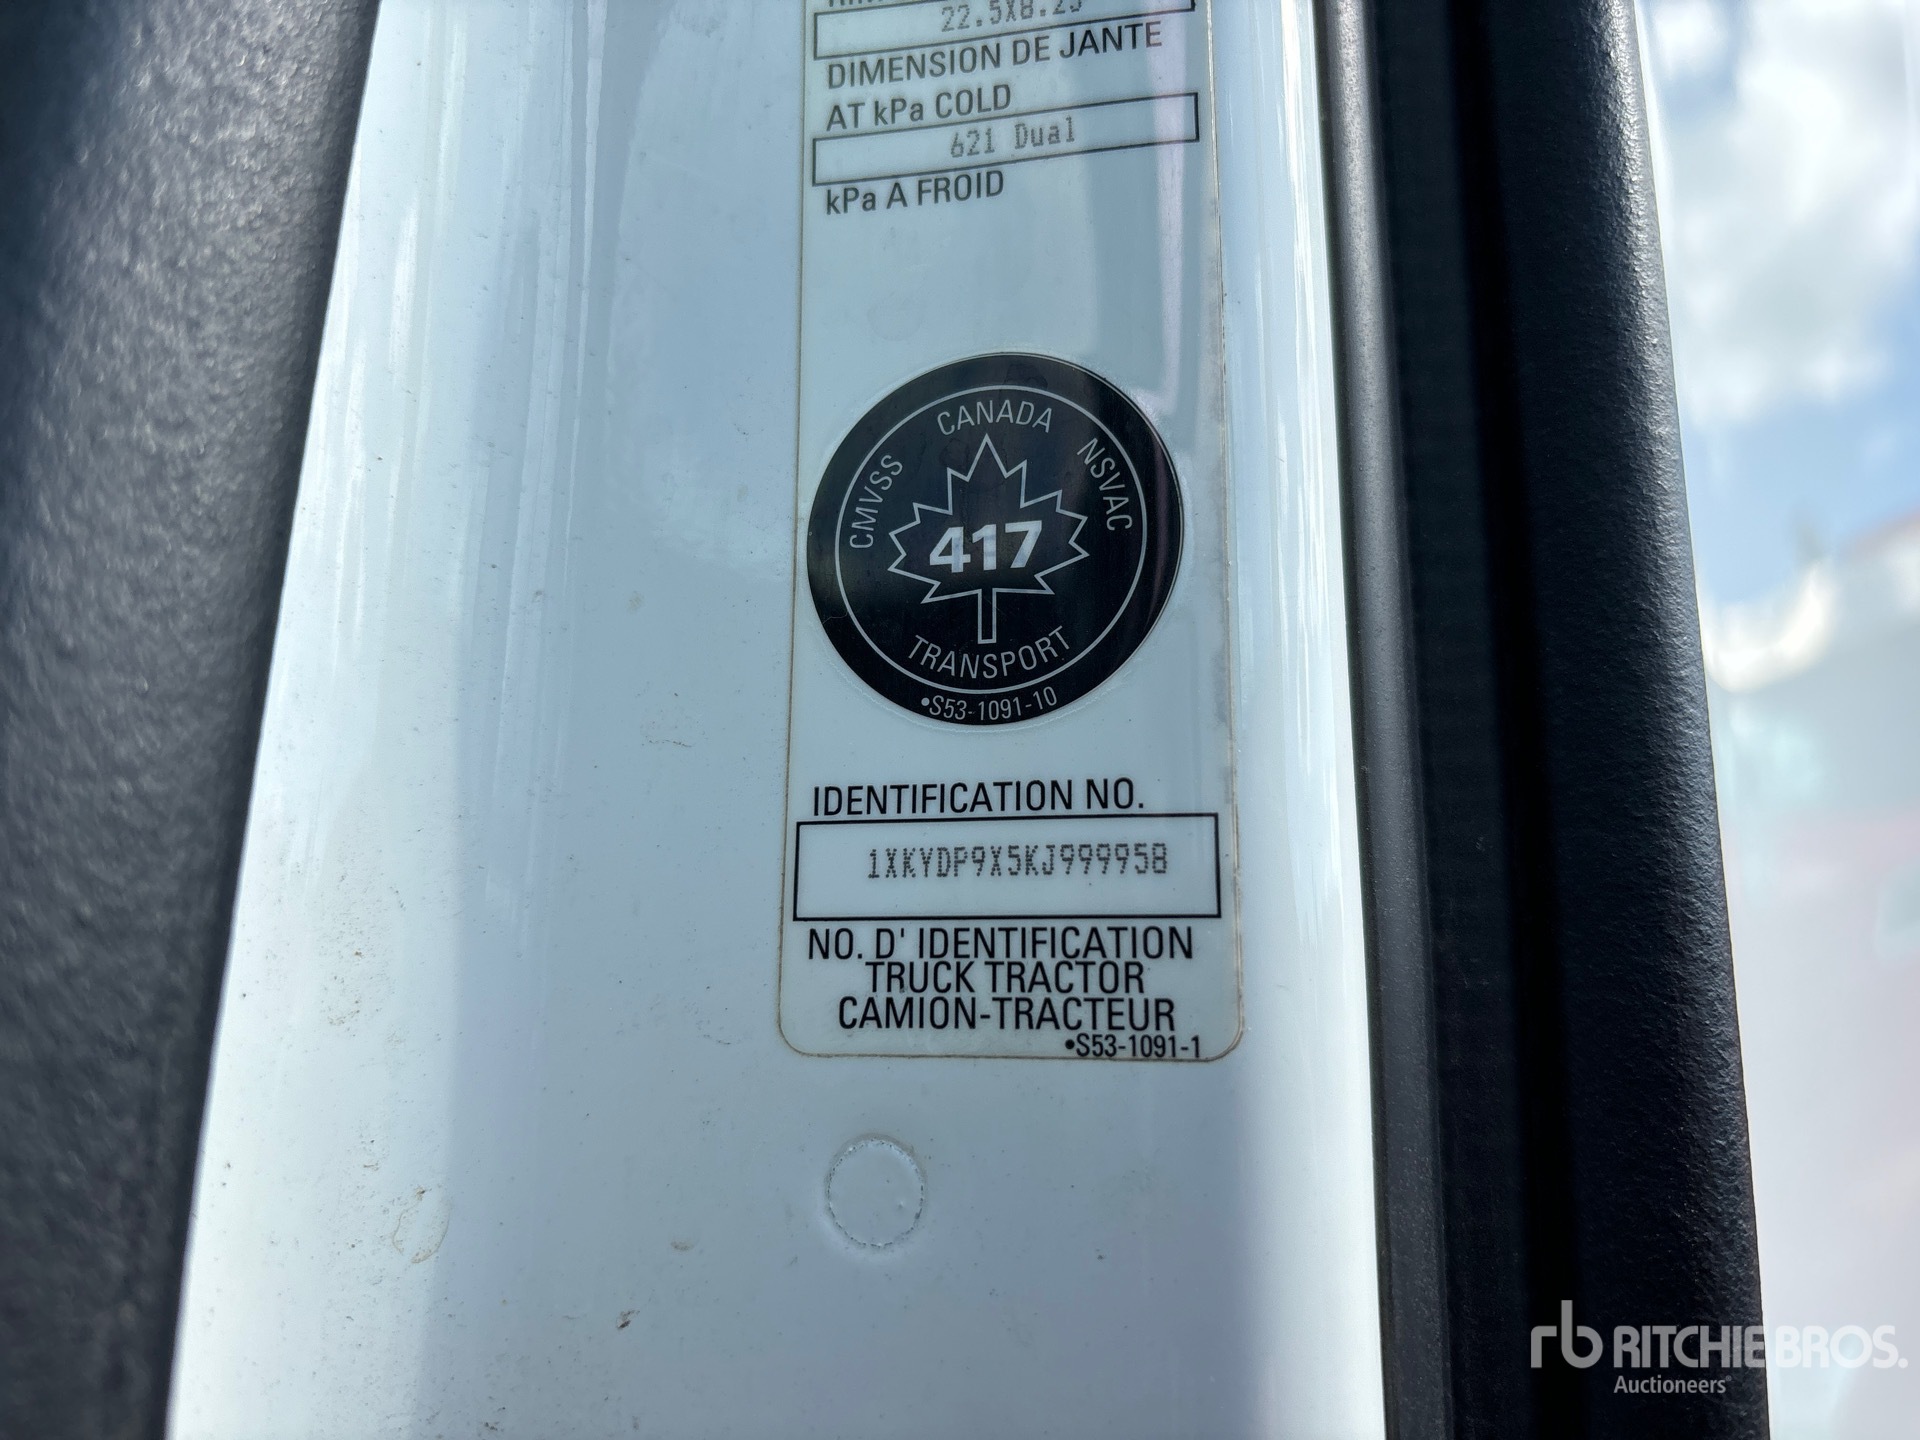 22.5X8.25
DIMENSION DE JANTE
AT kPa COLD
621 Dual
kPa A FROID
CANADA
CMVSS
NSVAC
417
TRANSPORT
•S53-1091-10
IDENTIFICATION NO.
1XKYDP9X5KJ999958
NO. D' IDENTIFICATION
TRUCK TRACTOR
CAMION-TRACTEUR
•S53-1091-1
rb RITCHIE BROS.
Auctioneers